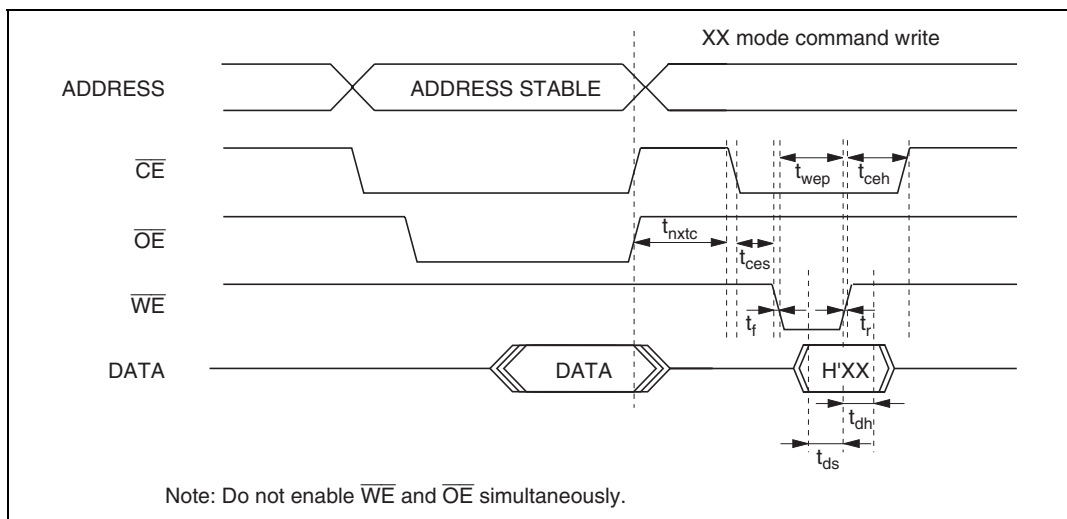 XX mode command write
ADDRESS
ADDRESS STABLE
CE
t_wep
t_ceh
OE
t_nxtc
t_ces
WE
t_f
t_r
DATA
DATA
H'XX
t_dh
t_ds
Note: Do not enable WE and OE simultaneously.